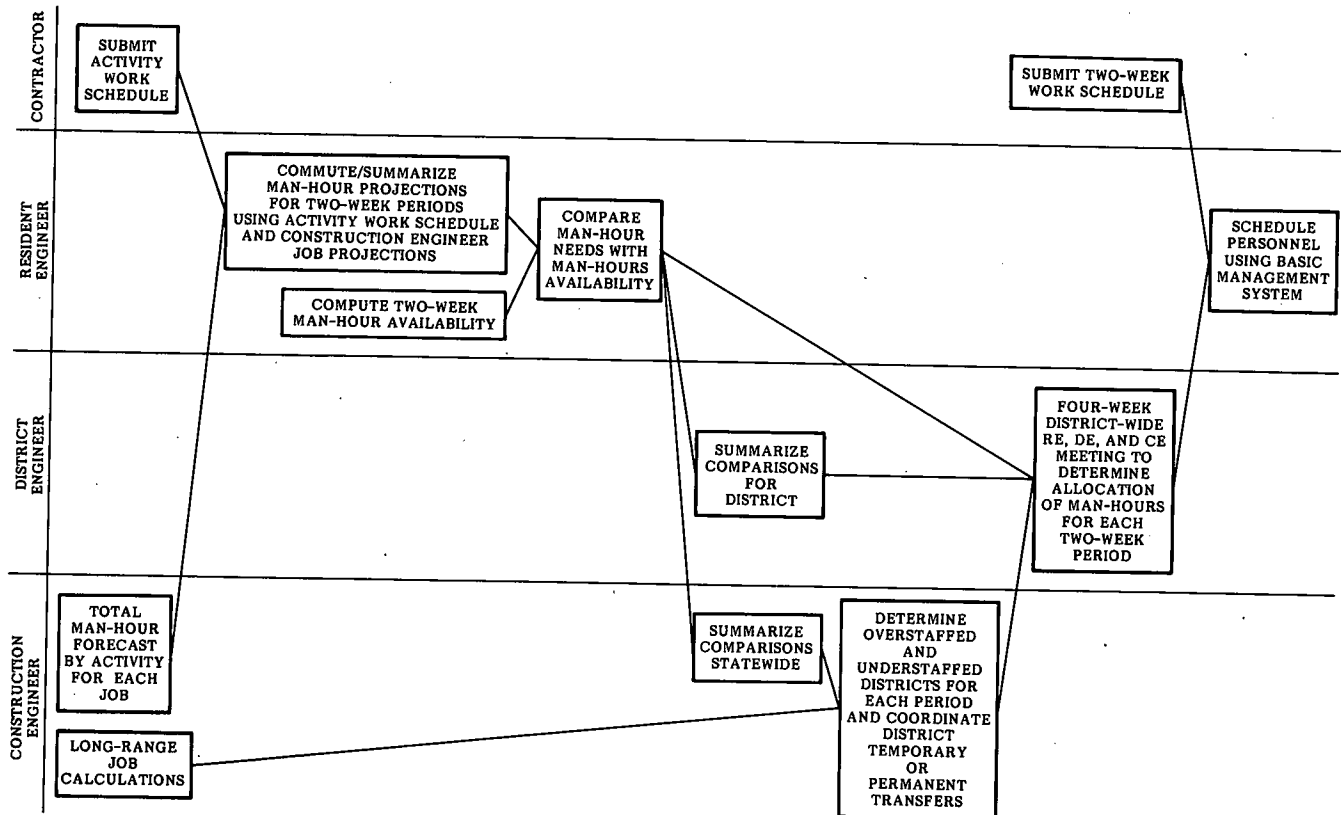 CONTRACTOR
SUBMIT
ACTIVITY
WORK
SCHEDULE
SUBMIT TWO-WEEK
WORK SCHEDULE
RESIDENT
ENGINEER
COMMUTE/SUMMARIZE
MAN-HOUR PROJECTIONS
FOR TWO-WEEK PERIODS
USING ACTIVITY WORK SCHEDULE
AND CONSTRUCTION ENGINEER
JOB PROJECTIONS
COMPUTE TWO-WEEK
MAN-HOUR AVAILABILITY
COMPARE
MAN-HOUR
NEEDS WITH
MAN-HOURS
AVAILABILITY
SCHEDULE
PERSONNEL
USING BASIC
MANAGEMENT
SYSTEM
DISTRICT
ENGINEER
SUMMARIZE
COMPARISONS
FOR
DISTRICT
FOUR-WEEK
DISTRICT-WIDE
RE, DE, AND CE
MEETING TO
DETERMINE
ALLOCATION
OF MAN-HOURS
FOR EACH
TWO-WEEK
PERIOD
CONSTRUCTION
ENGINEER
TOTAL
MAN-HOUR
FORECAST
BY ACTIVITY
FOR EACH
JOB
LONG-RANGE
JOB
CALCULATIONS
SUMMARIZE
COMPARISONS
STATEWIDE
DETERMINE
OVERSTAFFED
AND
UNDERSTAFFED
DISTRICTS FOR
EACH PERIOD
AND COORDINATE
DISTRICT
TEMPORARY
OR
PERMANENT
TRANSFERS